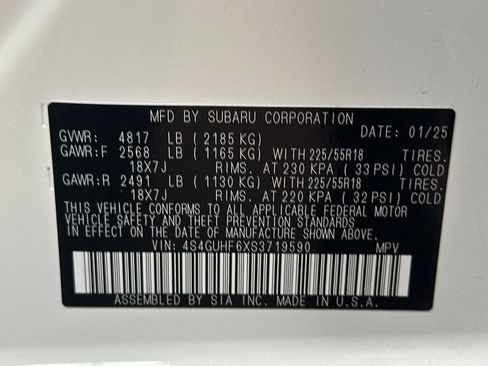 MFD BY SUBARU CORPORATION
GVWR: 4817 LB ( 2185 KG) DATE: 01/25
GAWR:F 2568 LB ( 1165 KG) WITH 225/55R18 TIRES.
18X7J RIMS. AT 230 KPA ( 33 PSI) COLD
GAWR:R 2491 LB ( 1130 KG) WITH 225/55R18 TIRES.
18X7J RIMS. AT 220 KPA ( 32 PSI) COLD
THIS VEHICLE CONFORMS TO ALL APPLICABLE FEDERAL MOTOR
VEHICLE SAFETY AND THEFT PREVENTION STANDARDS IN EFFECT
ON THE DATE OF MANUFACTURE SHOWN ABOVE.
VIN: 4S4GUHF6XS3719590 MPV
ASSEMBLED BY SIA INC. MADE IN U.S.A.